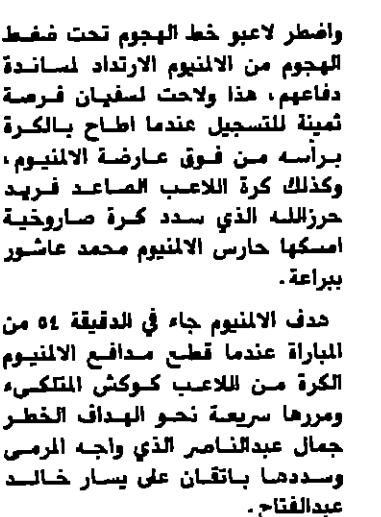 واضطر لاعبو خط الهجوم تحت ضغط
الهجوم من الالمنيوم الارتداد لمساندة
دفاعهم، هذا ولاحت لسفيان فرصة
ثمينة للتسجيل عندما اطاح بالكرة
برأسه من فوق عارضة الالمنيوم،
وكذلك كرة اللاعب الصاعد فريد
حرزالله الذي سدد كرة صاروخية
امسكها حارس الالمنيوم محمد عاشور
ببراعة.
هدف الالمنيوم جاء في الدقيقة ٥٤ من
المباراة عندما قطع مدافع الالمنيوم
الكرة من اللاعب كوكش المتلكىء
ومررها سريعة نحو الهداف الخطر
جمال عبدالناصر الذي واجه المرمى
وسددها باتقان على يسار خالد
عبدالفتاح.